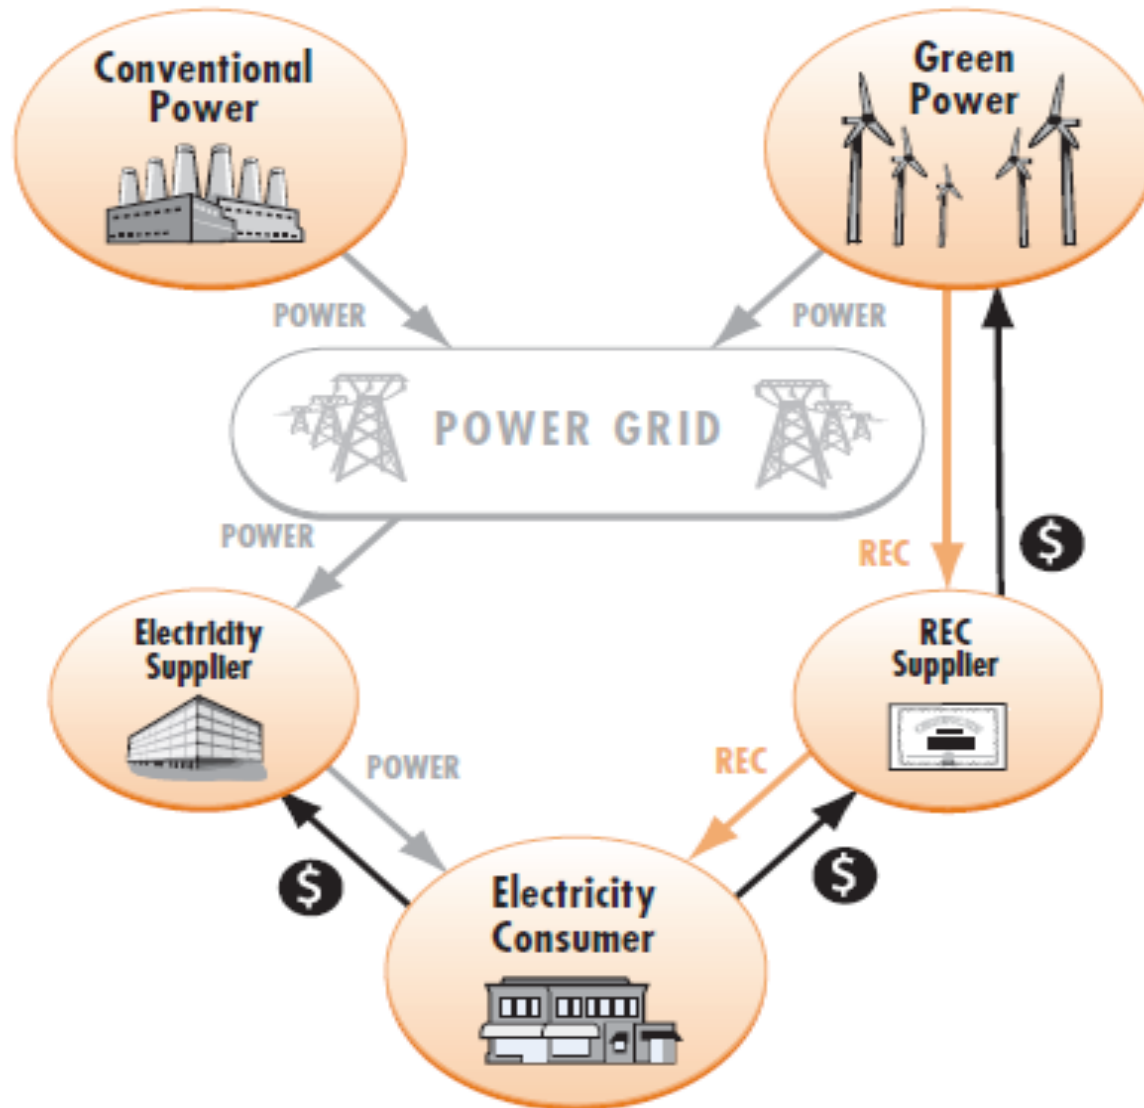 Conventional
Power
Green
Power
POWER
POWER
POWER GRID
POWER
REC
$
Electricity
Supplier
REC
Supplier
POWER
REC
$
$
Electricity
Consumer